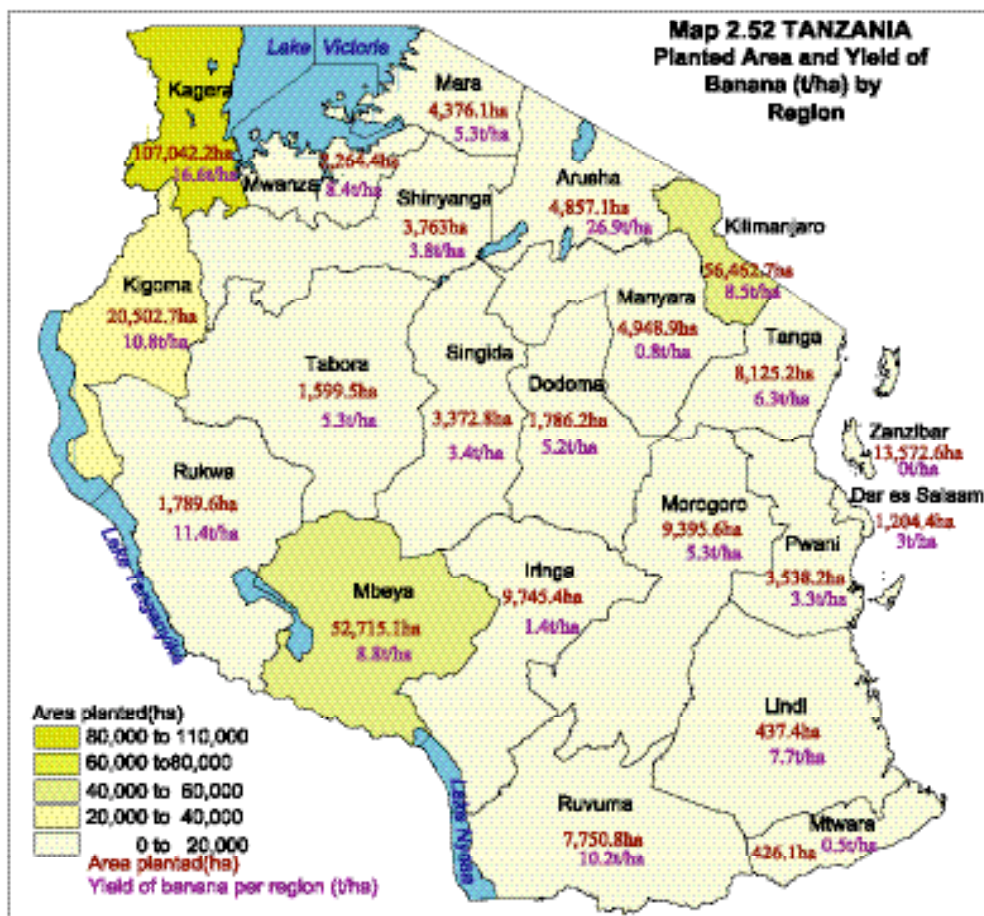 Map 2.52 TANZANIA
Planted Area and Yield of
Banana (t/ha) by
Region
Lake Victoria
Kagera
107,042.2ha
16.6t/ha
Mara
4,376.1ha
5.3t/ha
Mwanza
,264.4ha
8.4t/ha
Shinyanga
3,763ha
3.8t/ha
Arusha
4,857.1ha
26.9t/ha
Kilimanjaro
56,462.7ha
8.5t/ha
Kigoma
20,502.7ha
10.8t/ha
Manyara
4,948.9ha
0.8t/ha
Tanga
8,125.2ha
6.3t/ha
Tabora
1,599.5ha
5.3t/ha
Singida
3,372.8ha
3.4t/ha
Dodoma
1,786.2ha
5.2t/ha
Zanzibar
13,572.6ha
0t/ha
Rukwa
1,789.6ha
11.4t/ha
Morogoro
9,395.6ha
5.3t/ha
Dar es Salaam
1,204.4ha
3t/ha
Pwani
3,538.2ha
3.3t/ha
Lake Tanganyika
Mbeya
52,715.1ha
8.8t/ha
Iringa
9,745.4ha
1.4t/ha
Lindi
437.4ha
7.7t/ha
Lake Nyasa
Ruvuma
7,750.8ha
10.2t/ha
Mtwara
426.1ha 0.5t/ha
Area planted(ha)
80,000 to 110,000
60,000 to80,000
40,000 to 60,000
20,000 to 40,000
0 to 20,000
Area planted(ha)
Yield of banana per region (t/ha)